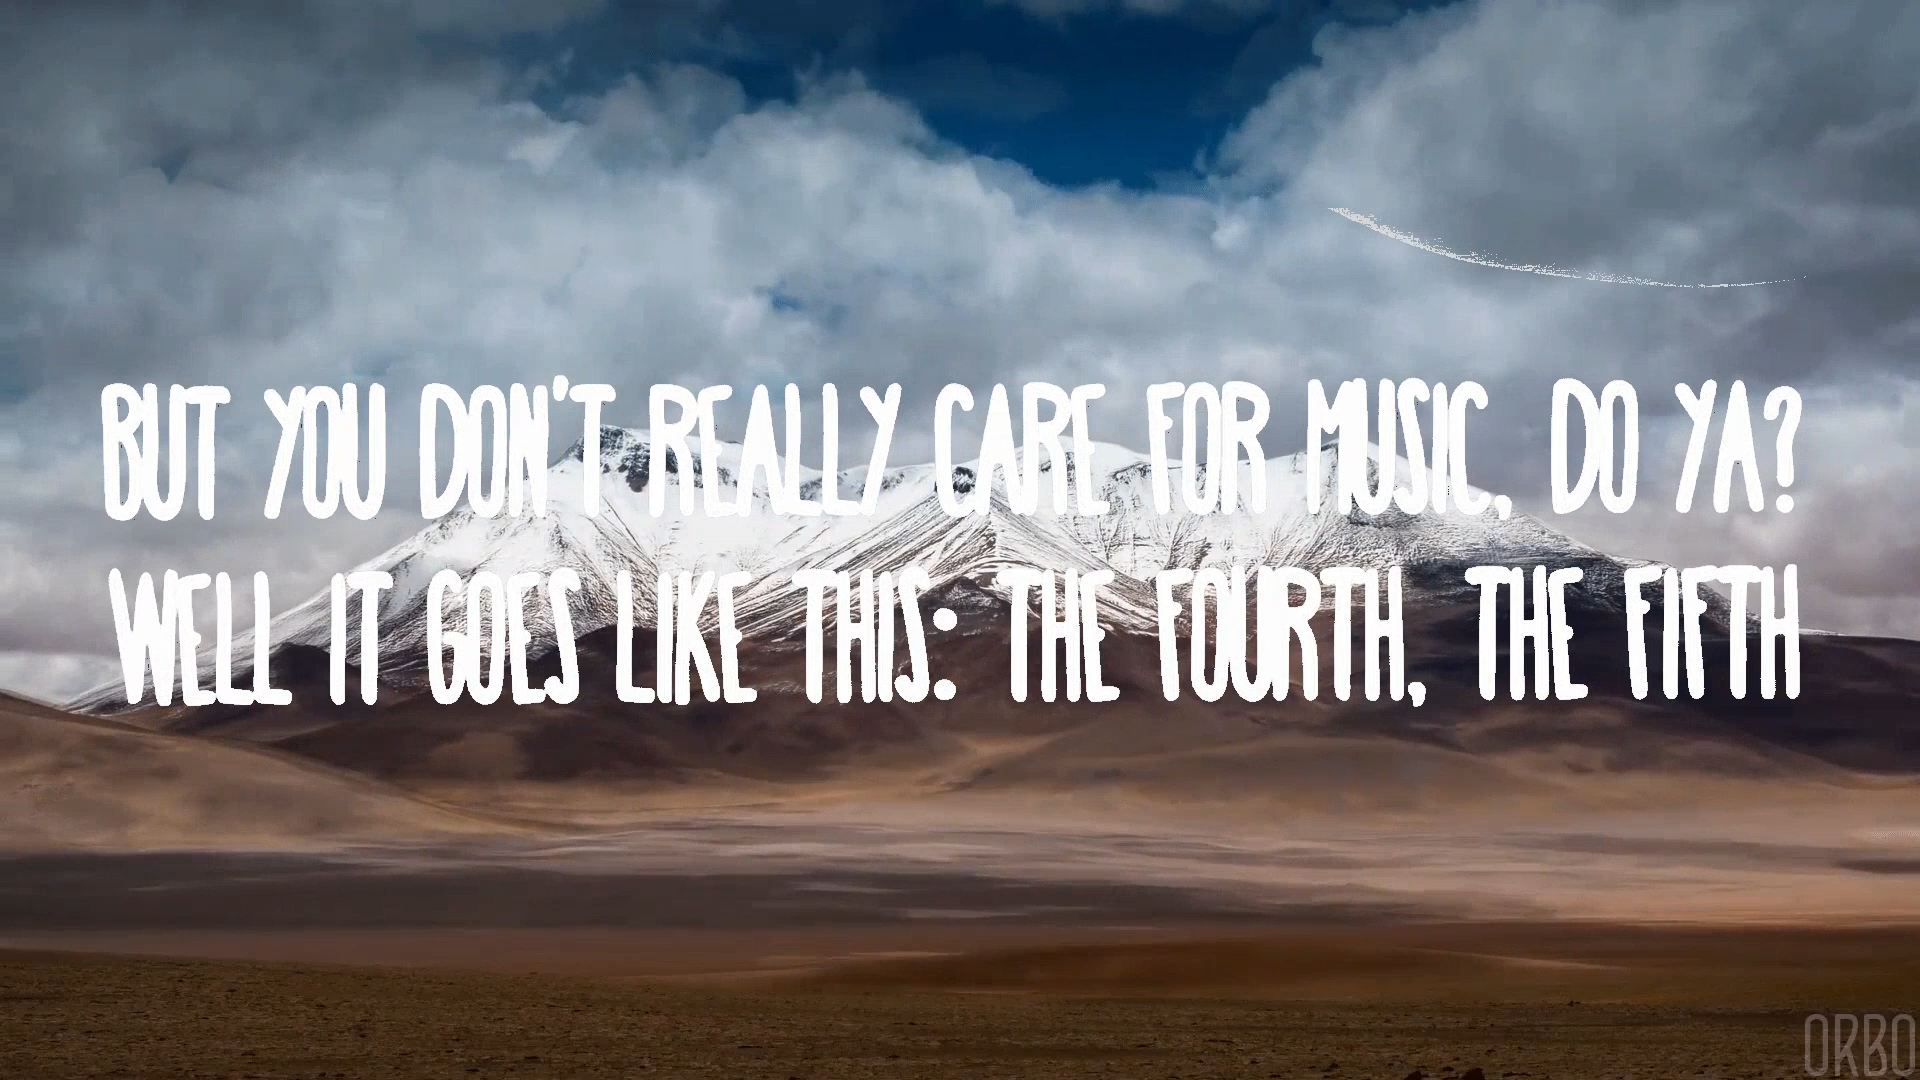 BUT YOU DON'T REALLY CARE FOR MUSIC, DO YA?
WELL IT GOES LIKE THIS: THE FOURTH, THE FIFTH
ORBO